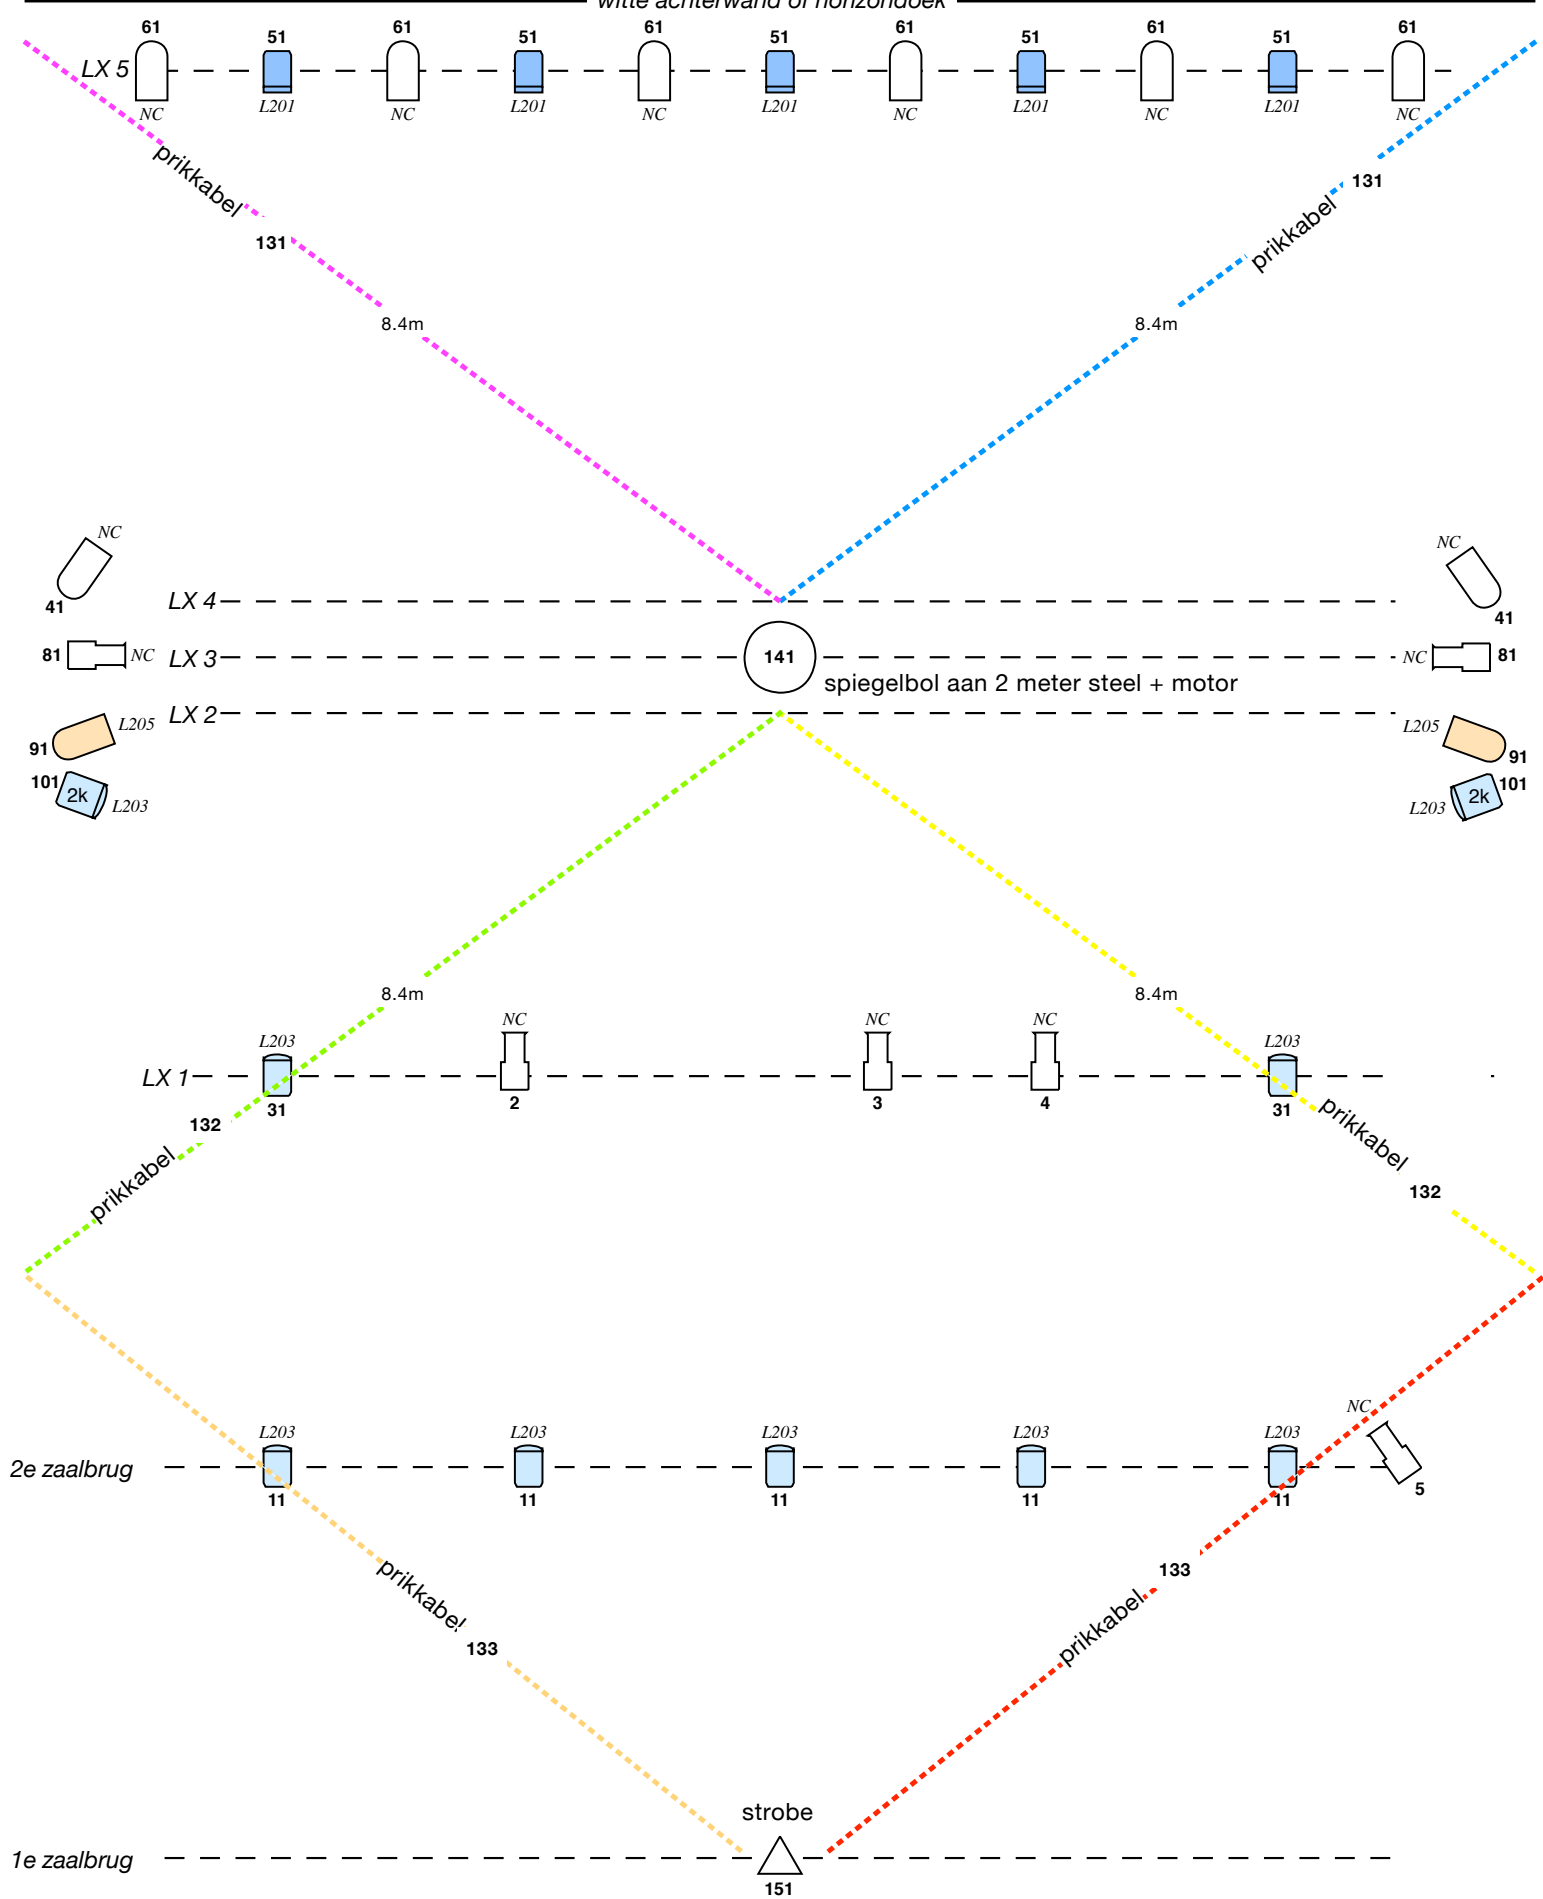 witte achterwand of horizondoek
61 51 61 51 61 51 61 51 61 51 61
LX 5
NC L201 NC L201 NC L201 NC L201 NC L201 NC
prikkabel
131
prikkabel
131
8.4m
8.4m
NC
NC
41
41
LX 4
81 NC
LX 3
141
NC 81
spiegelbol aan 2 meter steel + motor
LX 2
L205
91
L205
91
101
2k
L203
101
2k
L203
8.4m
8.4m
L203 NC NC NC L203
LX 1
31 2 3 4 31
132
prikkabel
prikkabel
132
NC
L203 L203 L203 L203 L203
2e zaalbrug
11 11 11 11 11 5
prikkabel
133
133
prikkabel
strobe
1e zaalbrug
151